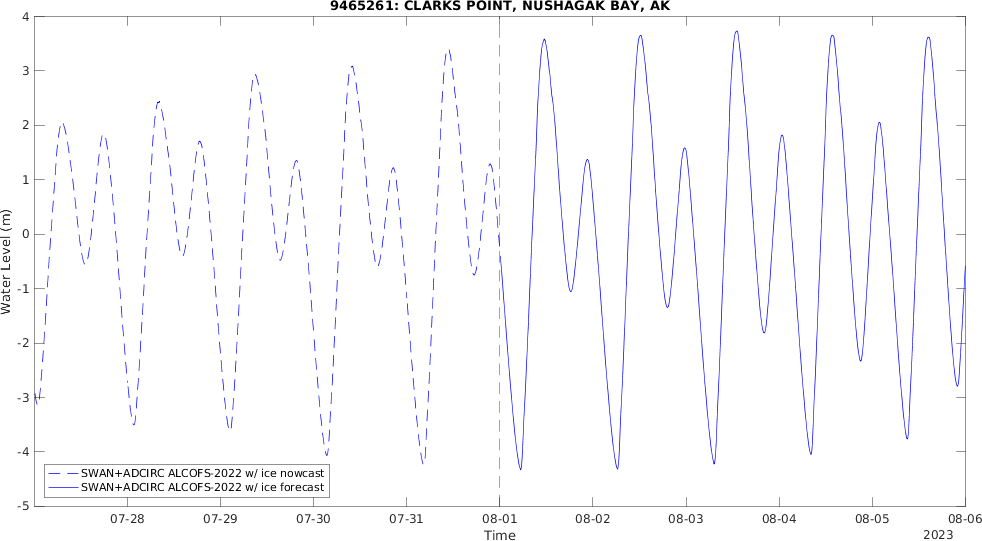 9465261: CLARKS POINT, NUSHAGAK BAY, AK
4
3
2
1
0
-1
-2
-3
-4
-5
Water Level (m)
SWAN+ADCIRC ALCOFS-2022 w/ ice nowcast
SWAN+ADCIRC ALCOFS-2022 w/ ice forecast
07-28 07-29 07-30 07-31 08-01 08-02 08-03 08-04 08-05 08-06
Time
2023